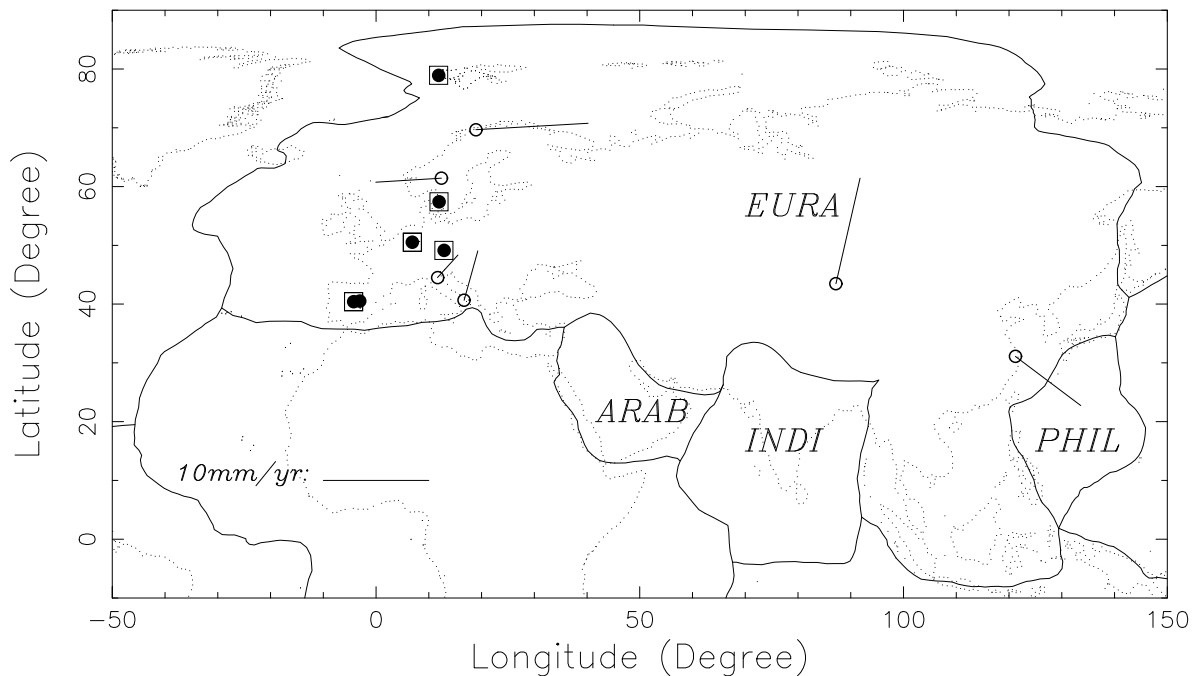 80
60
40
20
0
Latitude (Degree)
EURA
ARAB
INDI
PHIL
10mm/yr:
−50
0
50
100
150
Longitude (Degree)